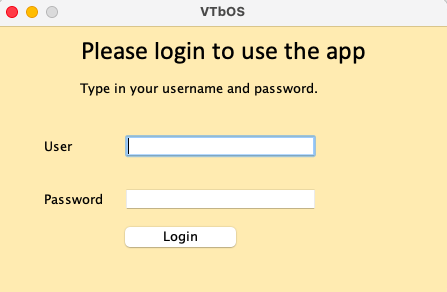 VTbOS
Please login to use the app
Type in your username and password.
User
Password
Login